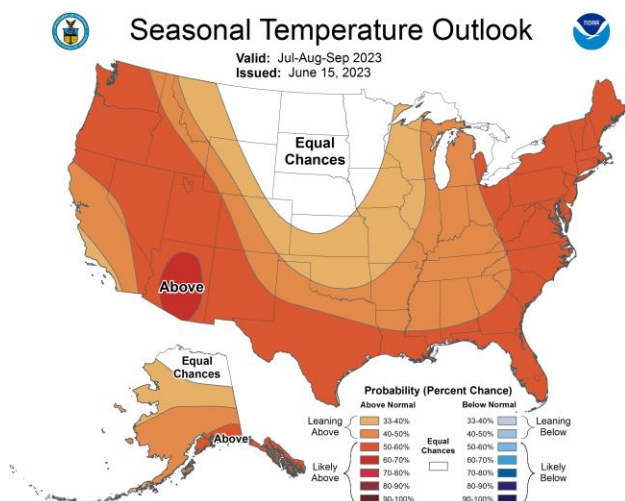 Seasonal Temperature Outlook
NOAA
Valid: Jul-Aug-Sep 2023
Issued: June 15, 2023
Equal
Chances
Above
Equal
Chances
Above
Probability (Percent Chance)
Above Normal
Below Normal
Leaning
Above
Likely
Above
33-40%
40-50%
50-60%
60-70%
70-80%
80-90%
90-100%
Equal
Chances
33-40%
40-50%
50-60%
60-70%
70-80%
80-90%
90-100%
Leaning
Below
Likely
Below